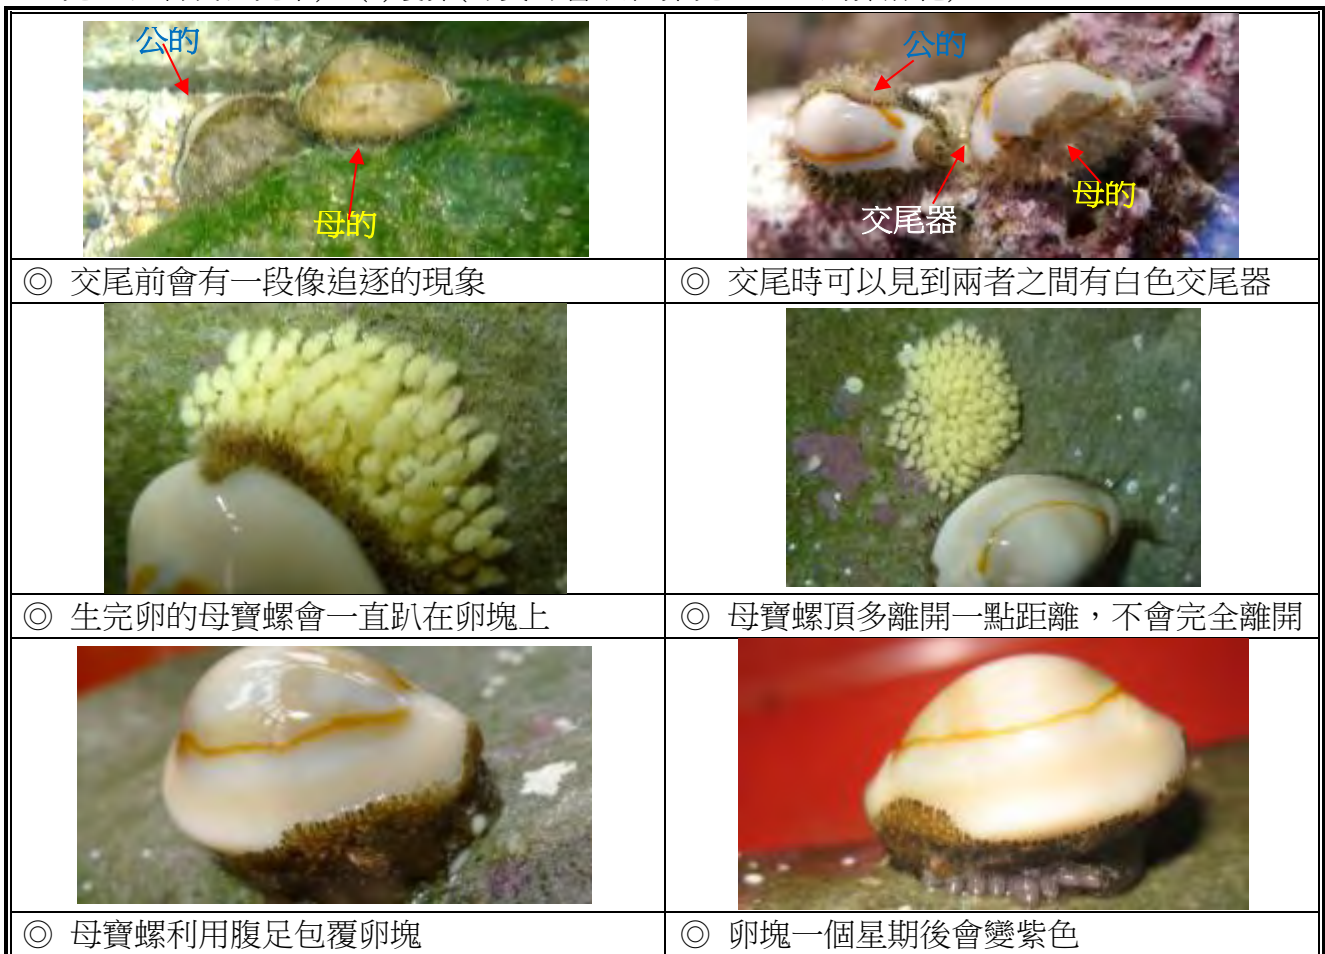 公的
母的
公的
交尾器
母的
◎ 交尾前會有一段像追逐的現象
◎ 交尾時可以見到兩者之間有白色交尾器
◎ 生完卵的母寶螺會一直趴在卵塊上
◎ 母寶螺頂多離開一點距離，不會完全離開
◎ 母寶螺利用腹足包覆卵塊
◎ 卵塊一個星期後會變紫色